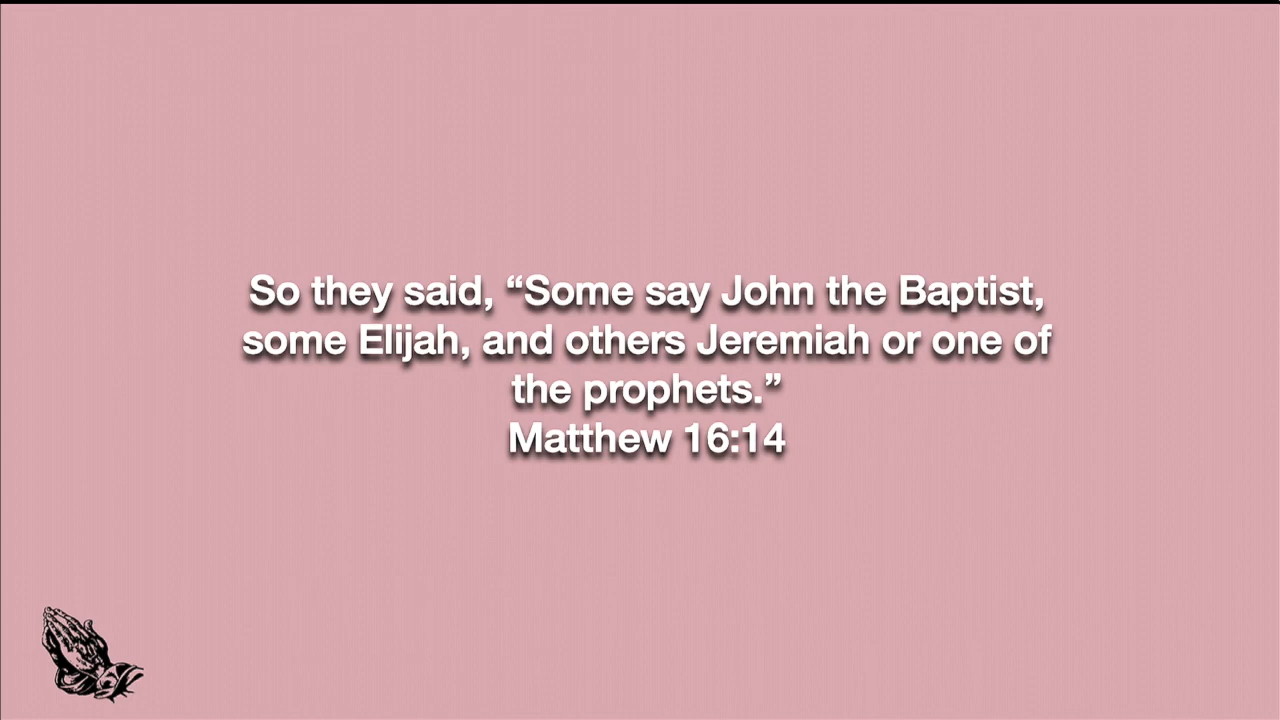 So they said, “Some say John the Baptist,
some Elijah, and others Jeremiah or one of
the prophets.”
Matthew 16:14